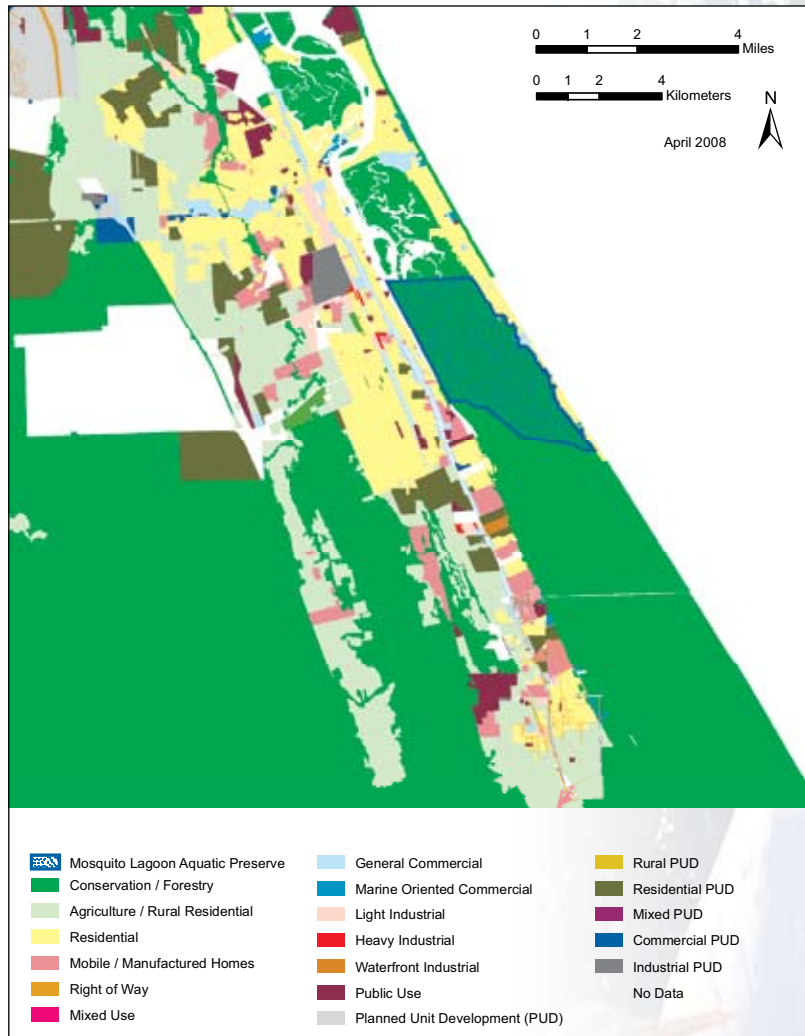 0 1 2 4
Miles
0 1 2 4
Kilometers
N
April 2008
Mosquito Lagoon Aquatic Preserve
Conservation / Forestry
Agriculture / Rural Residential
Residential
Mobile / Manufactured Homes
Right of Way
Mixed Use
General Commercial
Marine Oriented Commercial
Light Industrial
Heavy Industrial
Waterfront Industrial
Public Use
Planned Unit Development (PUD)
Rural PUD
Residential PUD
Mixed PUD
Commercial PUD
Industrial PUD
No Data